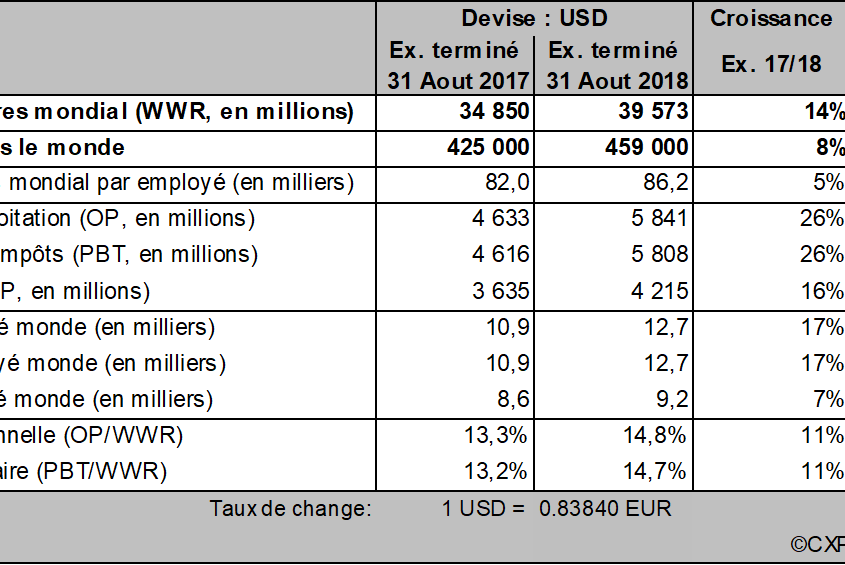 Devise : USD Croissance
Ex. terminé Ex. terminé Ex. 17/18
31 Aout 2017 31 Aout 2018
res mondial (WWR, en millions) 34 850 39 573 14%
s le monde 425 000 459 000 8%
mondial par employé (en milliers) 82,0 86,2 5%
oitation (OP, en millions) 4 633 5 841 26%
mpôts (PBT, en millions) 4 616 5 808 26%
P, en millions) 3 635 4 215 16%
é monde (en milliers) 10,9 12,7 17%
yé monde (en milliers) 10,9 12,7 17%
é monde (en milliers) 8,6 9,2 7%
nnelle (OP/WWR) 13,3% 14,8% 11%
aire (PBT/WWR) 13,2% 14,7% 11%
Taux de change: 1 USD = 0.83840 EUR
©CXP